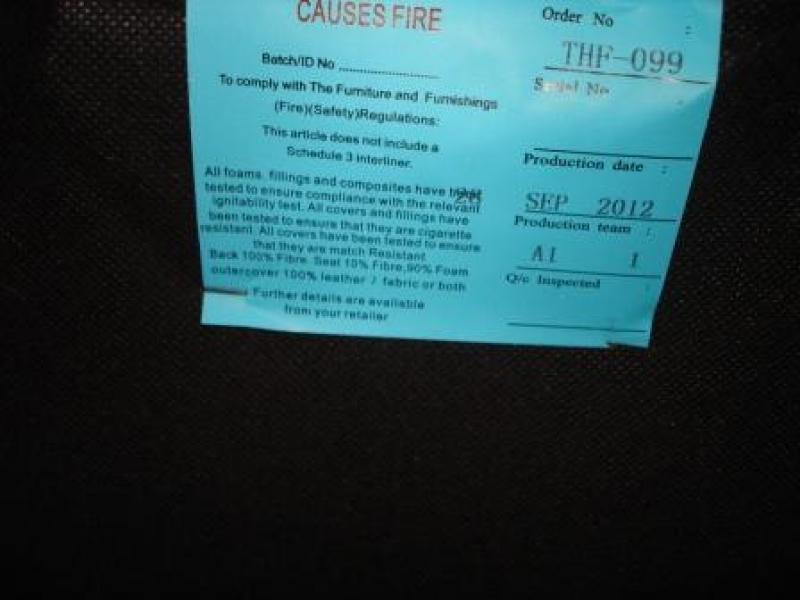 CAUSES FIRE
Batch/ID No ........................
To comply with The Furniture and Furnishings
(Fire)(Safety)Regulations:
This article does not include a
Schedule 3 interliner.
All foams, fillings and composites have
tested to ensure compliance with the relevant
ignitability test. All covers and fillings have
been tested to ensure that they are cigarette
resistant. All covers have been tested to ensure
that they are match Resistant
Back 100% Fibre. Seat 10% Fibre,90% Foam
outercover 100% leather / fabric or both
Further details are available
from your retailer
Order No :
THF-099
Serial No
Production date :
SEP 2012
Production team :
A1 1
Q/c Inspected